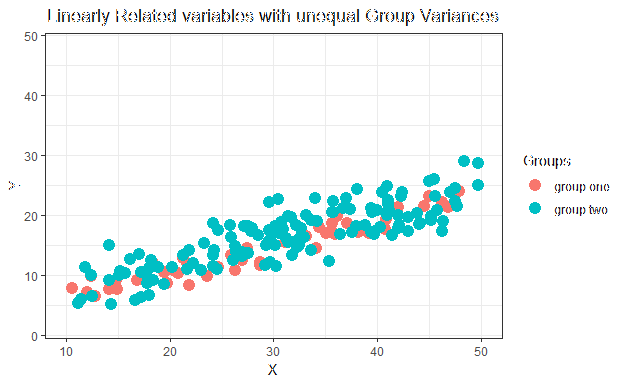 Linearly Related variables with unequal Group Variances
50
40
30
20
10
0
Y
10 20 30 40 50
X
Groups
group one
group two